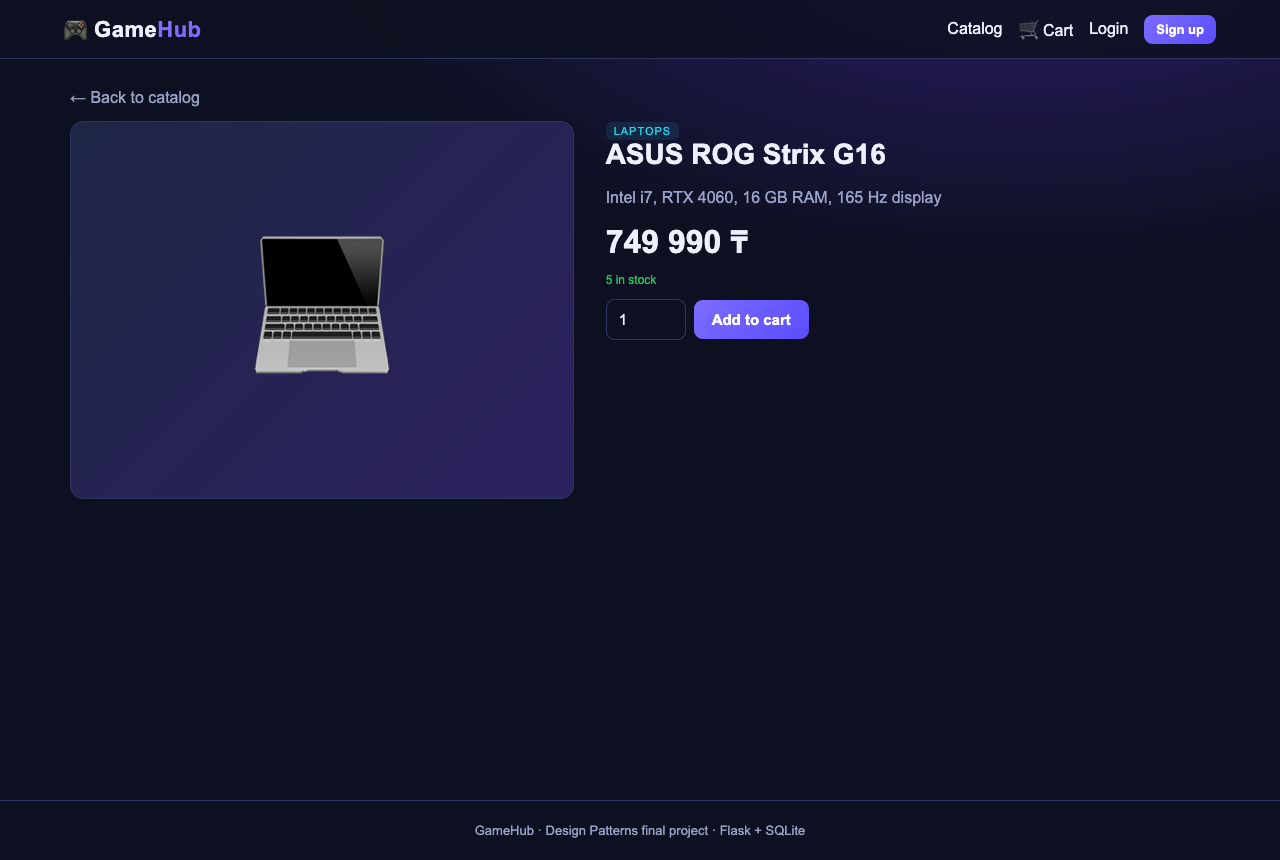 GameHub
Catalog Cart Login Sign up
← Back to catalog
LAPTOPS
ASUS ROG Strix G16
Intel i7, RTX 4060, 16 GB RAM, 165 Hz display
749 990 ₸
5 in stock
1 Add to cart
GameHub · Design Patterns final project · Flask + SQLite